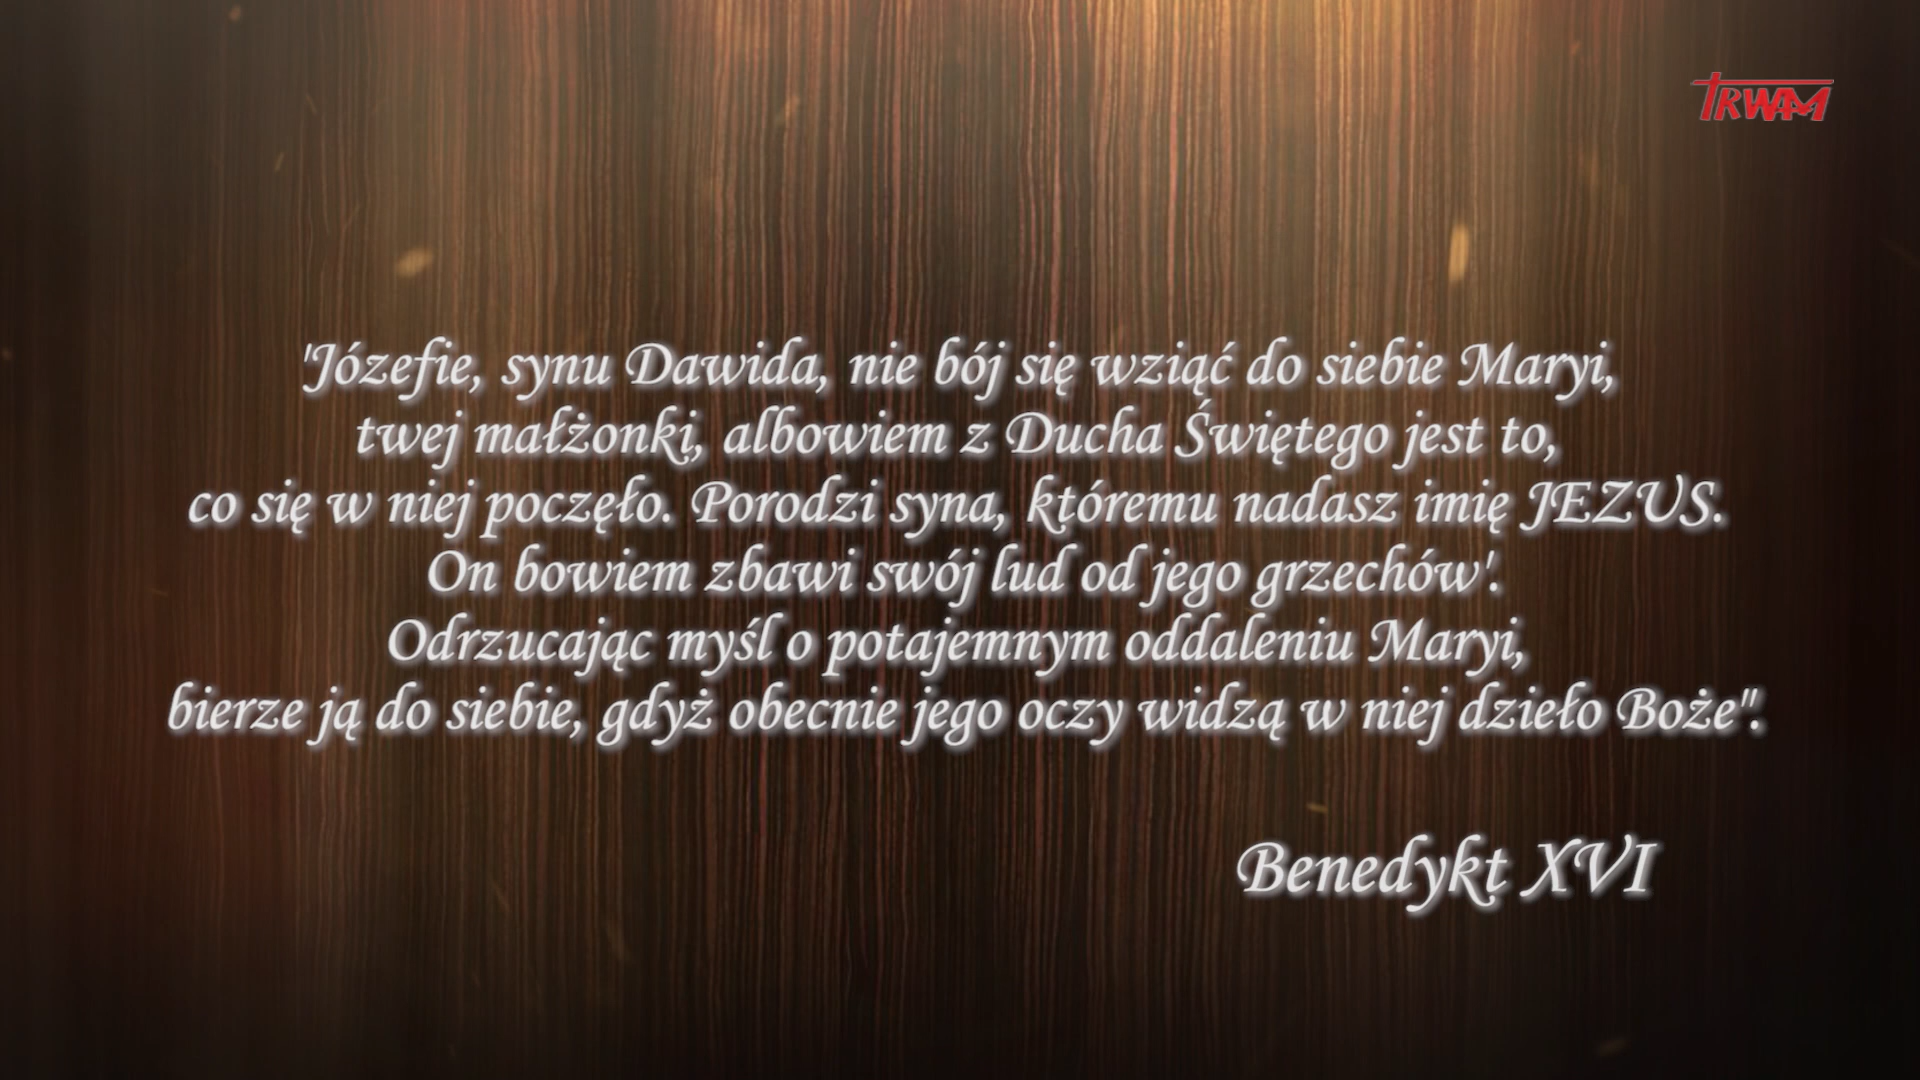 TRWAM
'Józefie, synu Dawida, nie bój się wziąć do siebie Maryi,
twej małżonki, albowiem z Ducha Świętego jest to,
co się w niej poczęło. Porodzi syna, któremu nadasz imię JEZUS.
On bowiem zbawi swój lud od jego grzechów'.
Odrzucając myśl o potajemnym oddaleniu Maryi,
bierze ją do siebie, gdyż obecnie jego oczy widzą w niej dzieło Boże".
Benedykt XVI